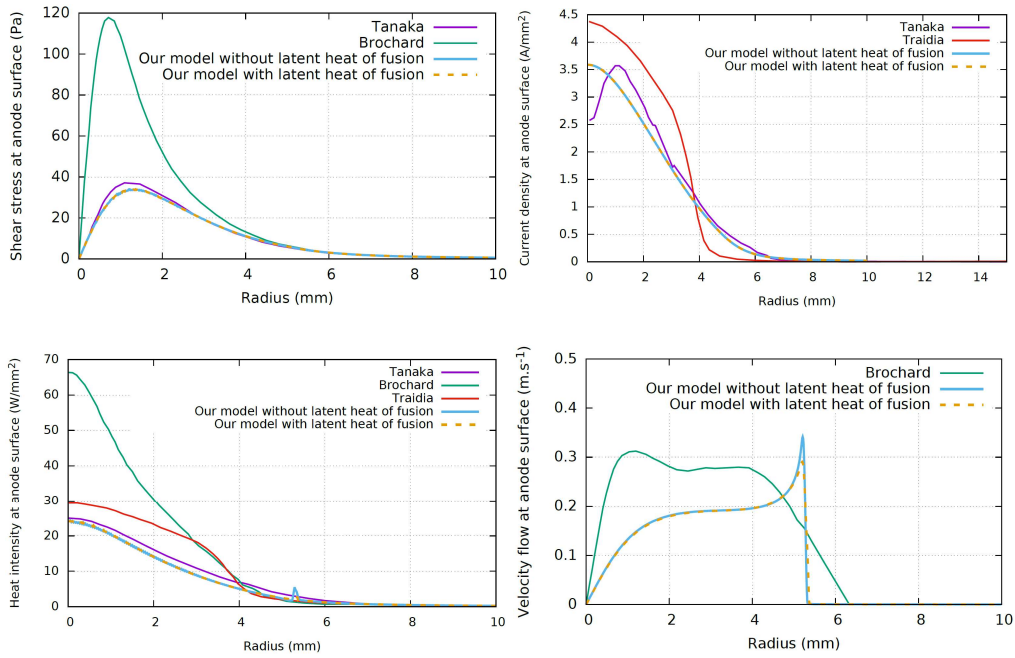 Shear stress at anode surface (Pa)
120
100
80
60
40
20
0
0 2 4 6 8 10
Radius (mm)
Tanaka
Brochard
Our model without latent heat of fusion
Our model with latent heat of fusion
Current density at anode surface (A/mm²)
4.5
4
3.5
3
2.5
2
1.5
1
0.5
0
0 2 4 6 8 10 12 14
Radius (mm)
Tanaka
Traidia
Our model without latent heat of fusion
Our model with latent heat of fusion
Heat intensity at anode surface (W/mm²)
70
60
50
40
30
20
10
0
0 2 4 6 8 10
Radius (mm)
Tanaka
Brochard
Traidia
Our model without latent heat of fusion
Our model with latent heat of fusion
Velocity flow at anode surface (m.s⁻¹)
0.5
0.4
0.3
0.2
0.1
0
0 2 4 6 8 10
Radius (mm)
Brochard
Our model without latent heat of fusion
Our model with latent heat of fusion